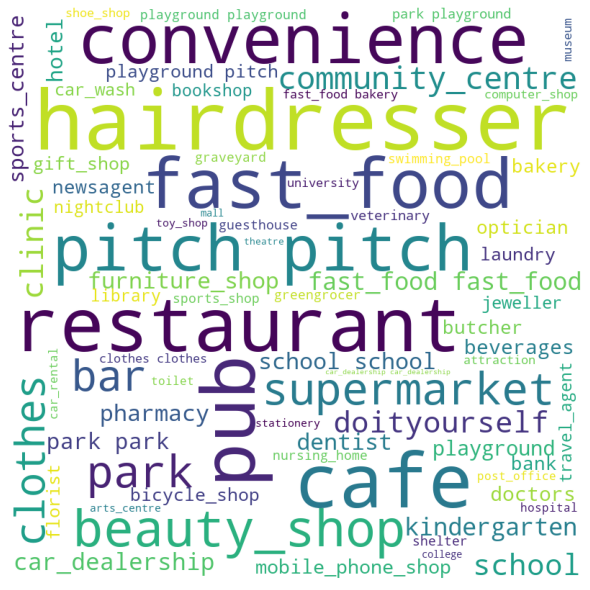 shoe_shop
playground playground
park playground
museum
hotel
convenience
sports_centre
playground pitch
community_centre
car_wash
bookshop
fast_food bakery
computer_shop
hairdresser
gift_shop
graveyard
swimming_pool
bakery
clinic
newsagent
fast_food
university
nightclub
mall
veterinary
toy_shop
guesthouse
optician
pitch pitch
theatre
laundry
furniture_shop
fast_food fast_food
library
sports_shop
greengrocer
jeweller
restaurant
butcher
beverages
clothes clothes
school school
attraction
car_rental
bar
toilet
car_dealership car_dealership
supermarket
travel_agent
clothes
pub
pharmacy
stationery
doityourself
park park
dentist
playground
nursing_home
bank
park
cafe
post_office
florist
bicycle_shop
doctors
arts_centre
hospital
beauty_shop
kindergarten
shelter
college
car_dealership
mobile_phone_shop
school